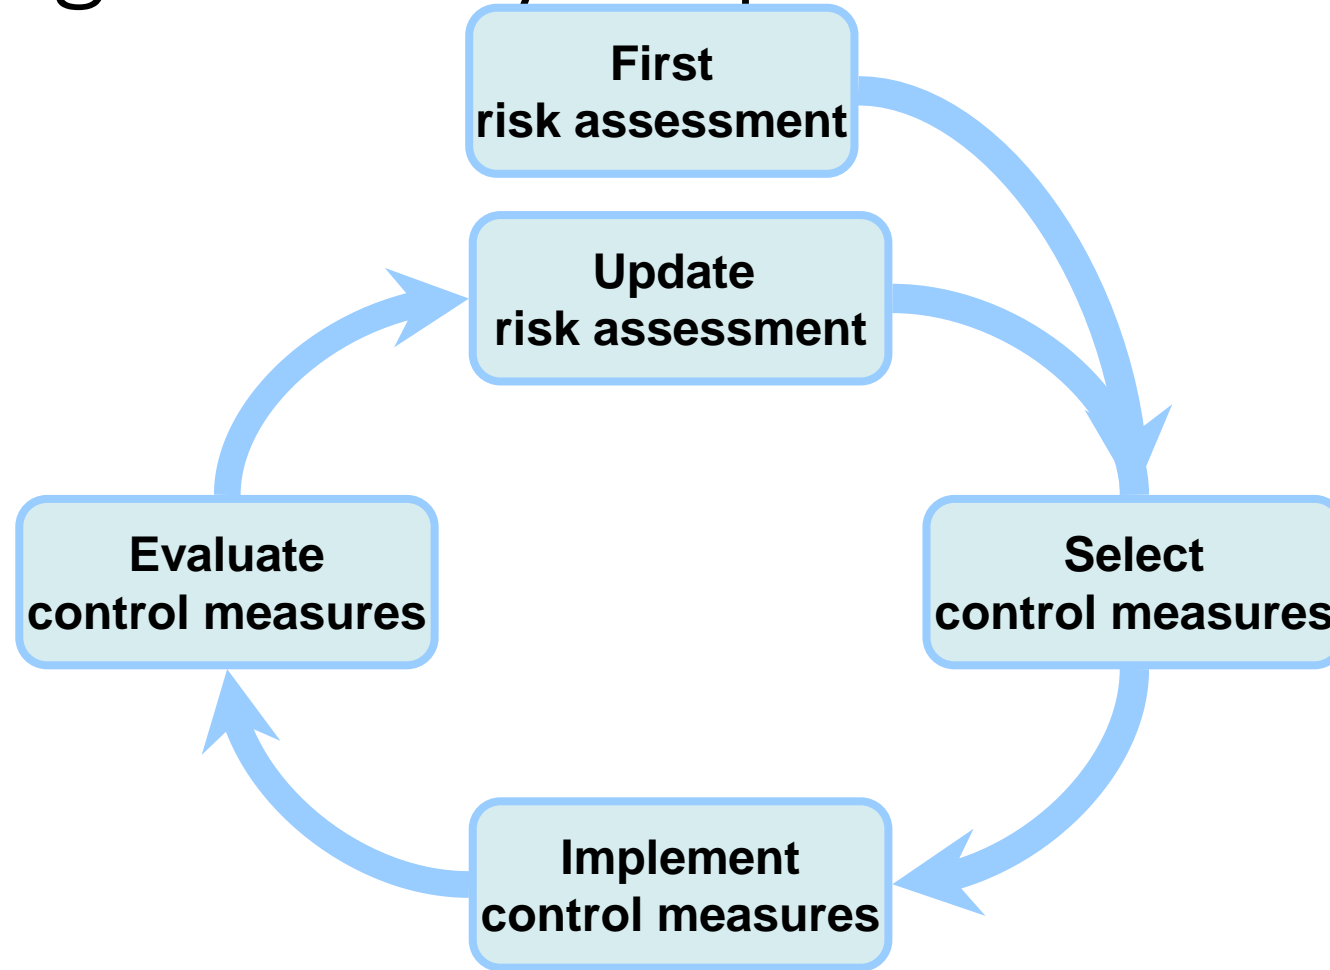 First
risk assessment
Update
risk assessment
Evaluate
control measures
Select
control measures
Implement
control measures